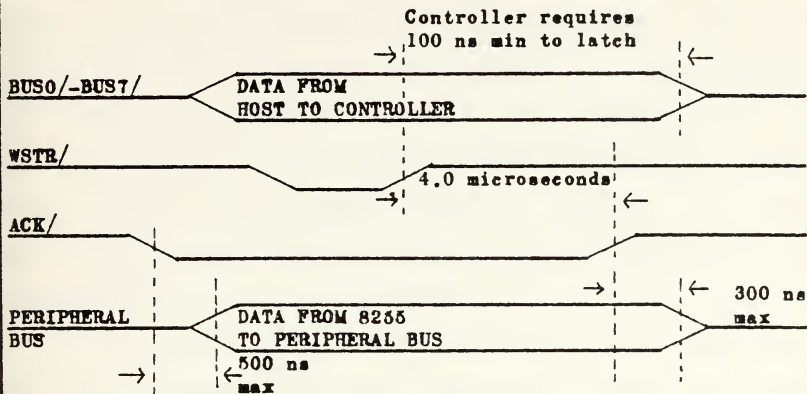 Controller requires
100 ns min to latch
BUS0/-BUS7/
DATA FROM
HOST TO CONTROLLER
WSTR/
4.0 microseconds
ACK/
300 ns
max
PERIPHERAL
BUS
DATA FROM 8255
TO PERIPHERAL BUS
500 ns
max